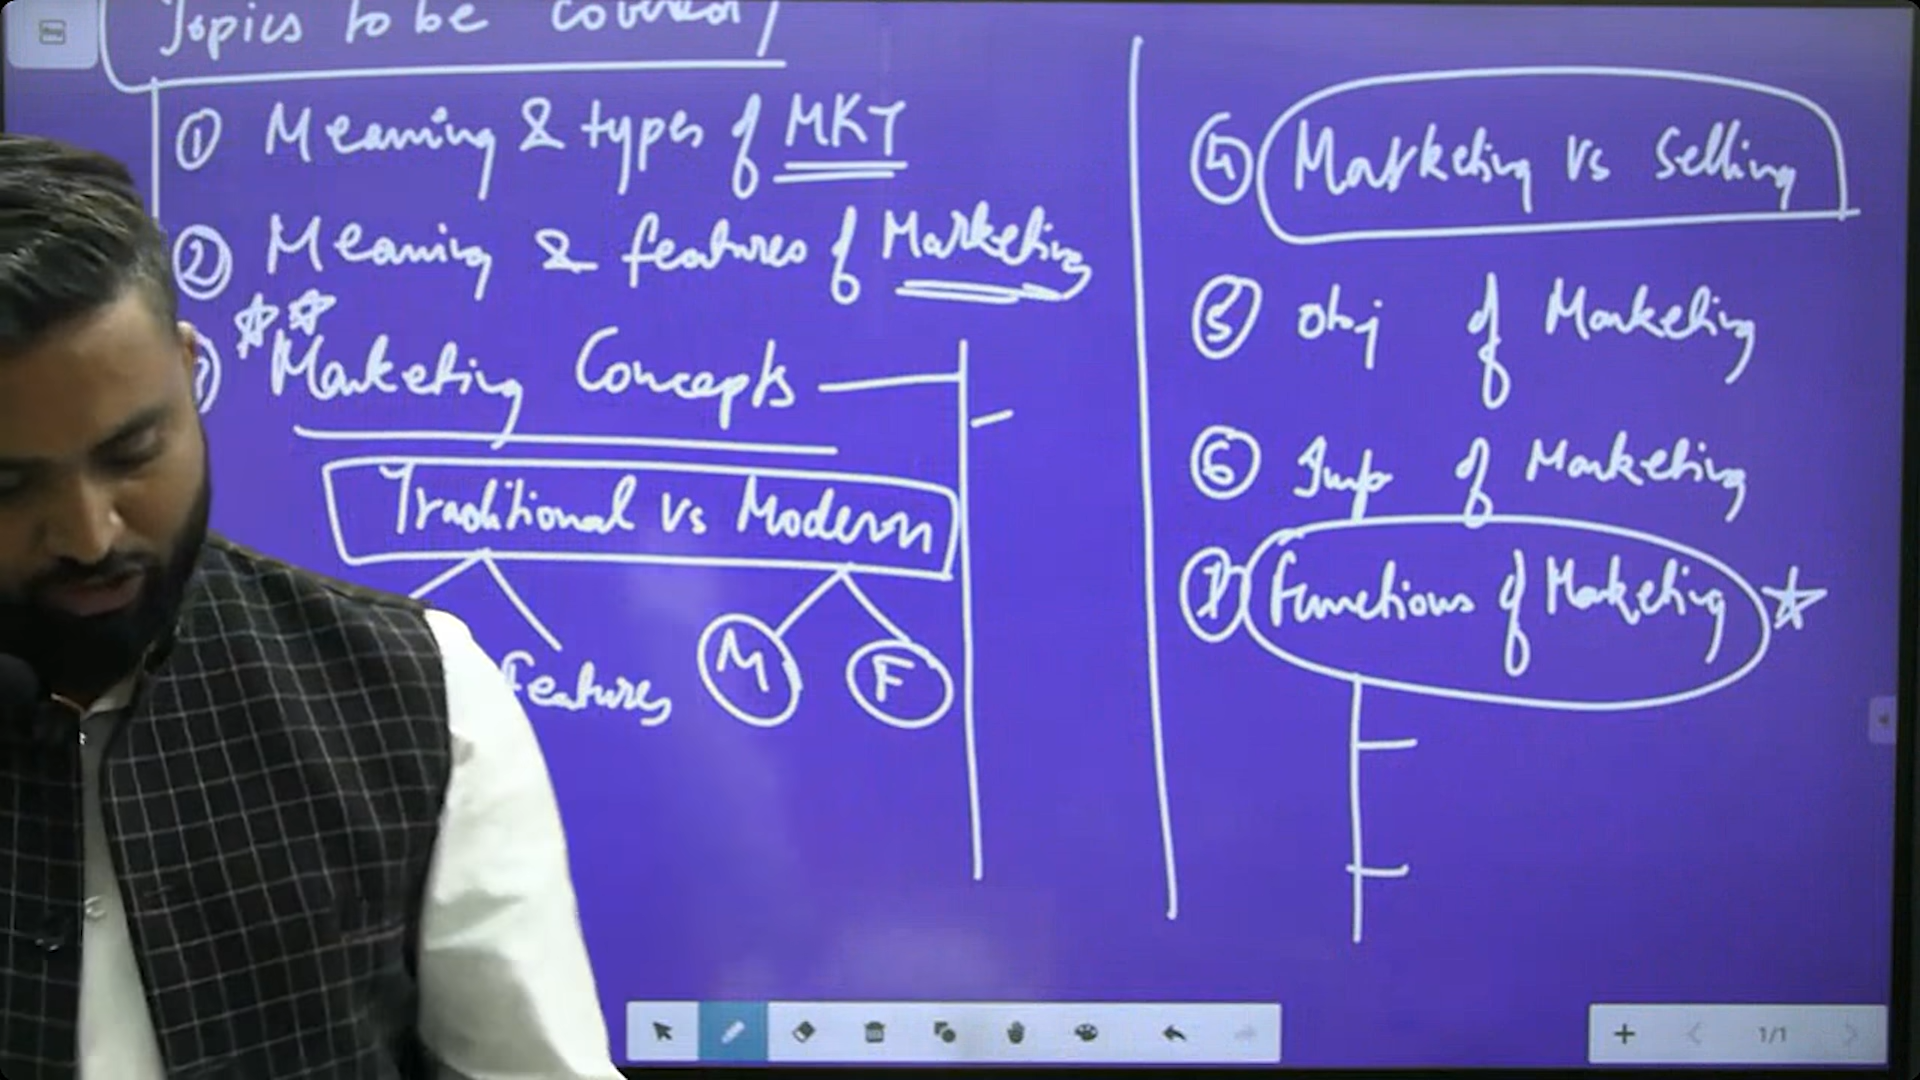 Topics to be covered
① Meaning & types of MKT
② Meaning & features of Marketing
Marketing Concepts
Traditional vs Modern
features
M
F
④ Marketing vs Selling
⑤ Obj of Marketing
⑥ Imp of Marketing
⑦ Functions of Marketing
1/1